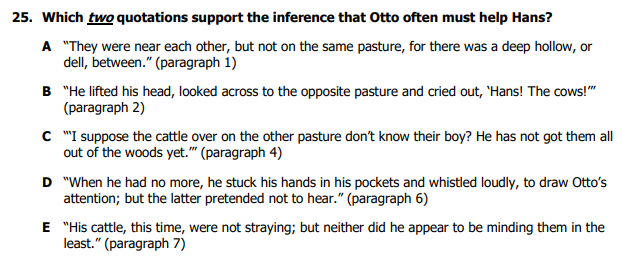 25. Which two quotations support the inference that Otto often must help Hans?
A "They were near each other, but not on the same pasture, for there was a deep hollow, or
dell, between." (paragraph 1)
B "He lifted his head, looked across to the opposite pasture and cried out, 'Hans! The cows!'"
(paragraph 2)
C "'I suppose the cattle over on the other pasture don't know their boy? He has not got them all
out of the woods yet.'" (paragraph 4)
D "When he had no more, he stuck his hands in his pockets and whistled loudly, to draw Otto's
attention; but the latter pretended not to hear." (paragraph 6)
E "His cattle, this time, were not straying; but neither did he appear to be minding them in the
least." (paragraph 7)